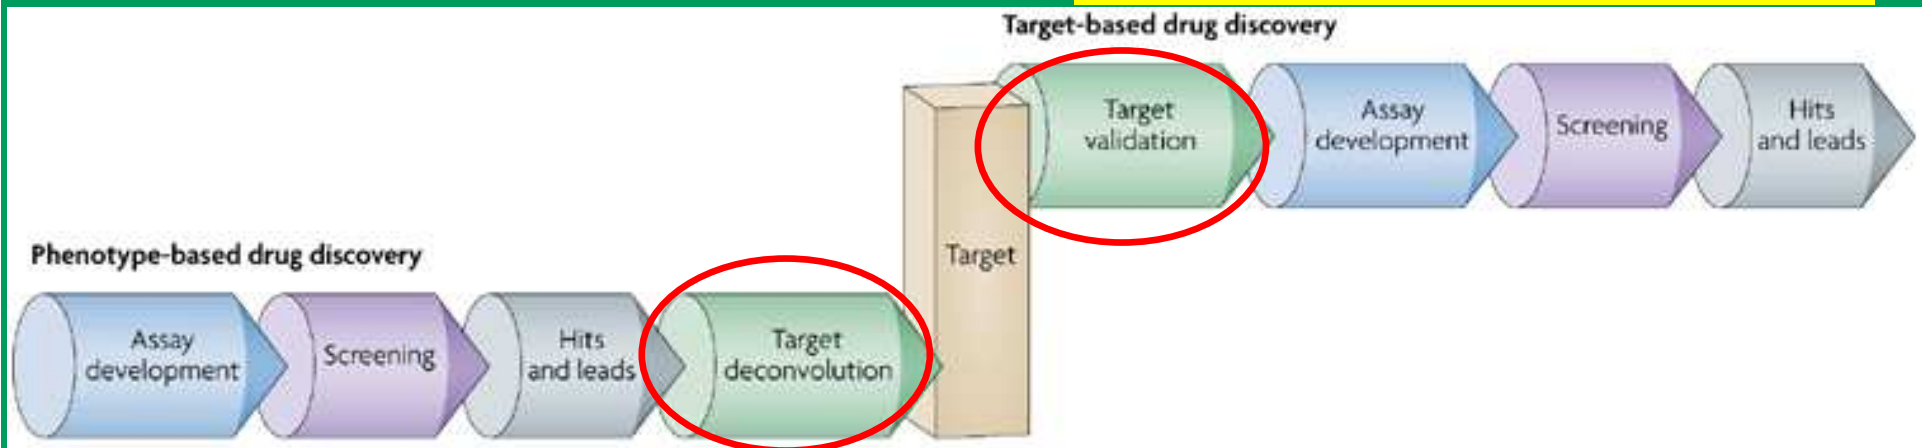 Target-based drug discovery
Target
validation
Assay
development
Screening
Hits
and leads
Target
Phenotype-based drug discovery
Assay
development
Screening
Hits
and leads
Target
deconvolution